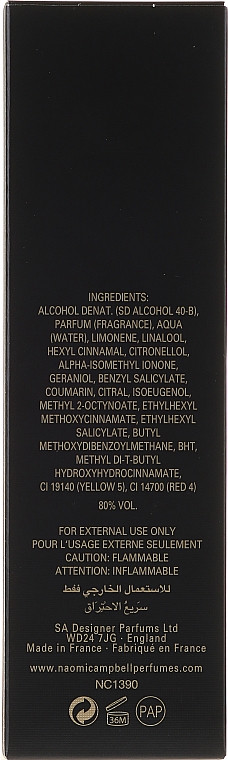 INGREDIENTS:
ALCOHOL DENAT. (SD ALCOHOL 40-B),
PARFUM (FRAGRANCE), AQUA
(WATER), LIMONENE, LINALOOL,
HEXYL CINNAMAL, CITRONELLOL,
ALPHA-ISOMETHYL IONONE,
GERANIOL, BENZYL SALICYLATE,
COUMARIN, CITRAL, ISOEUGENOL,
METHYL 2-OCTYNOATE, ETHYLHEXYL
METHOXYCINNAMATE, ETHYLHEXYL
SALICYLATE, BUTYL
METHOXYDIBENZOYLMETHANE, BHT,
METHYL DI-T-BUTYL
HYDROXYHYDROCINNAMATE,
CI 19140 (YELLOW 5), CI 14700 (RED 4)
80% VOL.
FOR EXTERNAL USE ONLY
POUR L'USAGE EXTERNE SEULEMENT
CAUTION: FLAMMABLE
ATTENTION: INFLAMMABLE
للاستعمال الخارجي فقط
سريع الاحتراق
SA Designer Parfums Ltd
WD24 7JG · England
Made in France · Fabriqué en France
www.naomicampbellperfumes.com
NC1390
36M
PAP